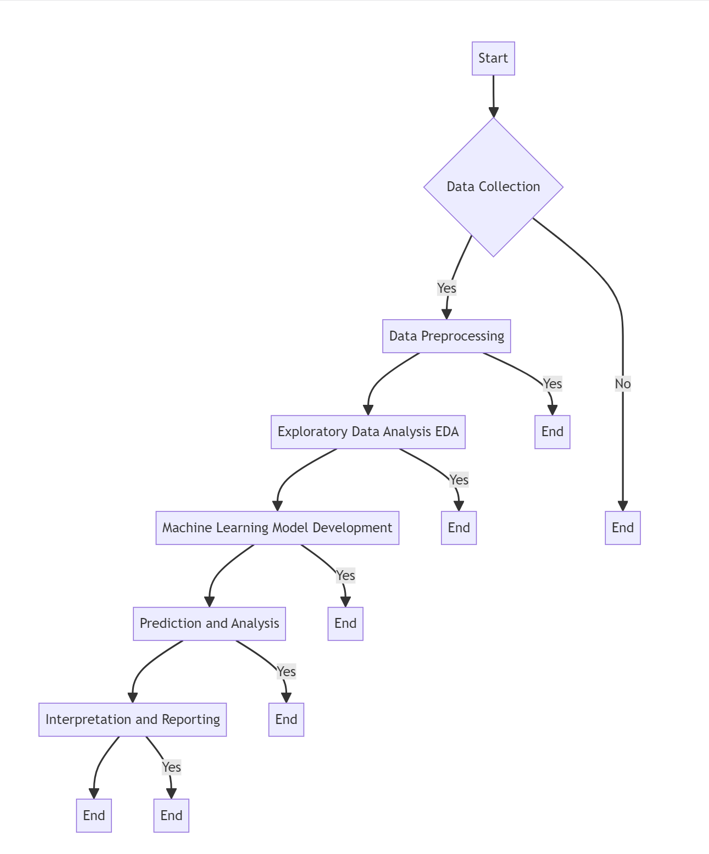 Start
Data Collection
Yes
Data Preprocessing
No
Yes
Exploratory Data Analysis EDA
End
Yes
Machine Learning Model Development
End
End
Yes
Prediction and Analysis
End
Yes
Interpretation and Reporting
End
Yes
End
End